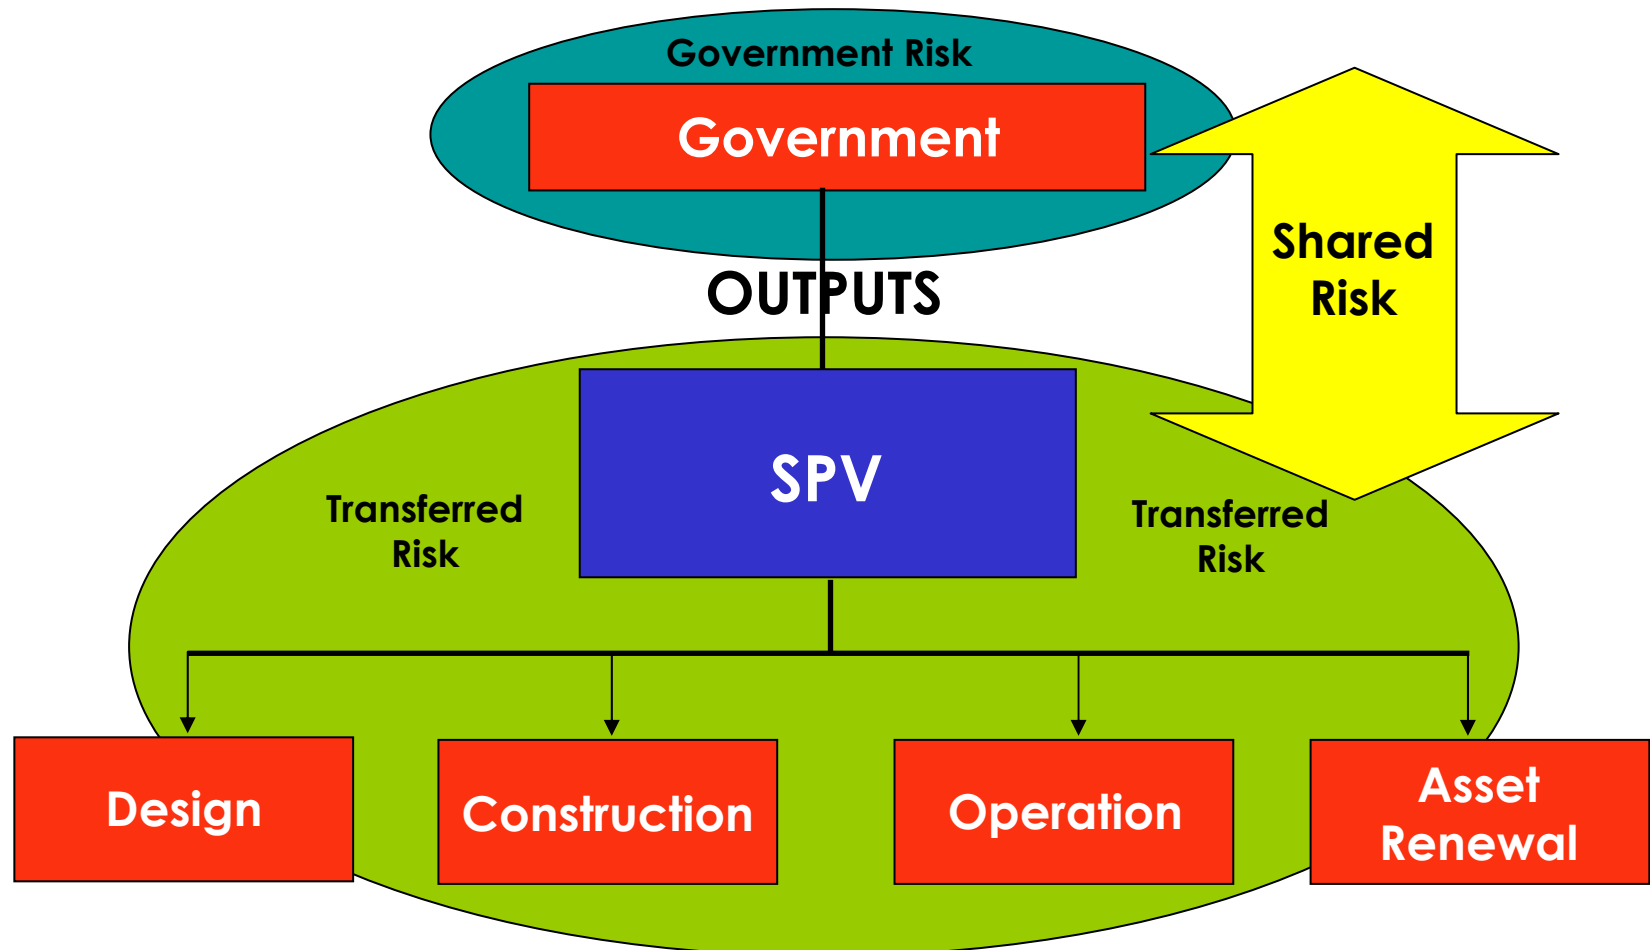 Government Risk
Government
Shared
Risk
OUTPUTS
SPV
Transferred
Risk
Transferred
Risk
Design
Construction
Operation
Asset
Renewal